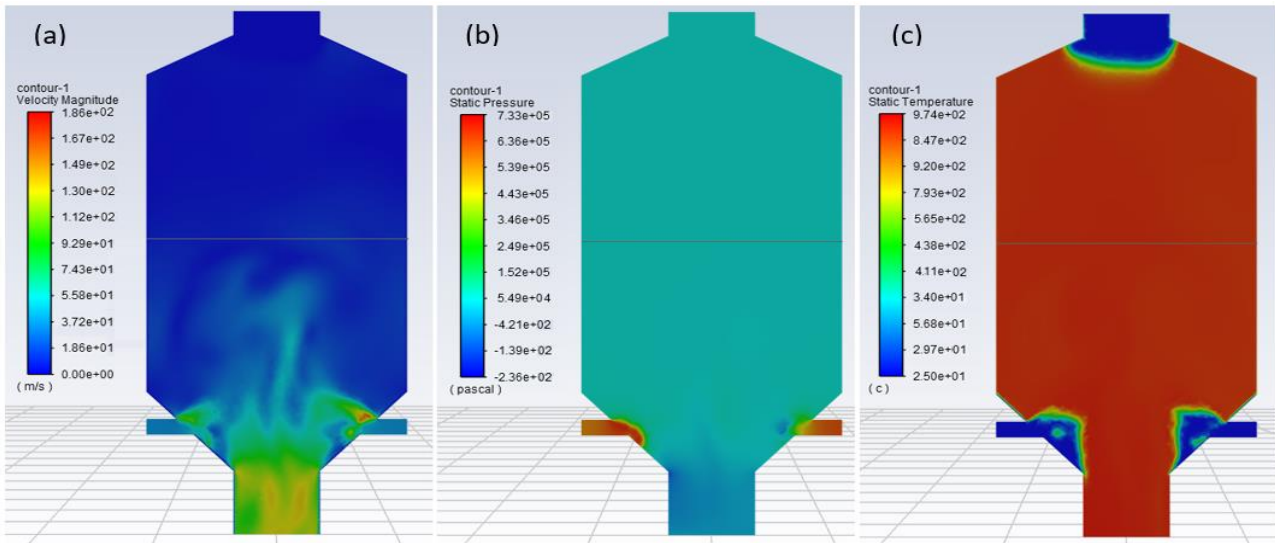 (a)
contour-1
Velocity Magnitude
1.86e+02
1.67e+02
1.49e+02
1.30e+02
1.12e+02
9.29e+01
7.43e+01
5.58e+01
3.72e+01
1.86e+01
0.00e+00
( m/s )
(b)
contour-1
Static Pressure
7.33e+05
6.36e+05
5.39e+05
4.43e+05
3.46e+05
2.49e+05
1.52e+05
5.49e+04
-4.21e+02
-1.39e+02
-2.36e+02
( pascal )
(c)
contour-1
Static Temperature
9.74e+02
8.47e+02
9.20e+02
7.93e+02
5.65e+02
4.38e+02
4.11e+02
3.40e+01
5.68e+01
2.97e+01
2.50e+01
( c )